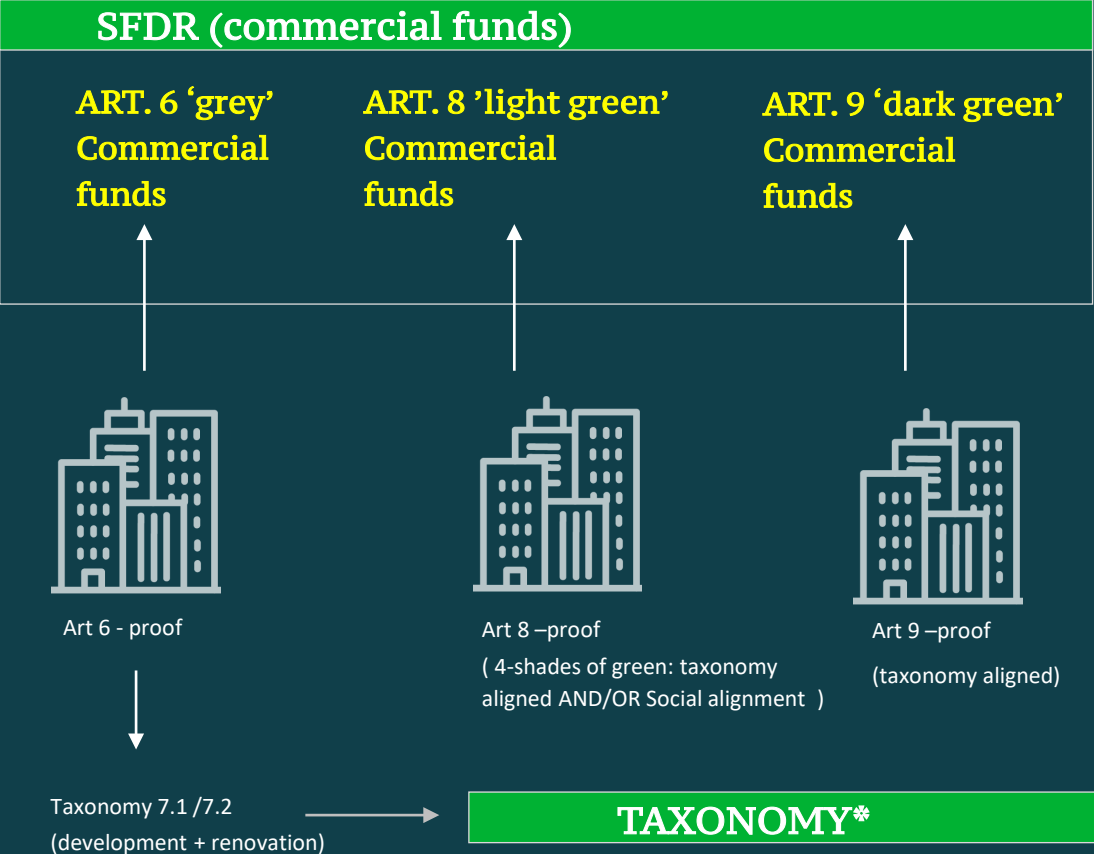 SFDR (commercial funds)
ART. 6 ‘grey’
Commercial
funds
ART. 8 ’light green’
Commercial
funds
ART. 9 ‘dark green’
Commercial
funds
Art 6 - proof
Art 8 –proof
( 4-shades of green: taxonomy
aligned AND/OR Social alignment )
Art 9 –proof
(taxonomy aligned)
Taxonomy 7.1 /7.2
(development + renovation)
TAXONOMY*